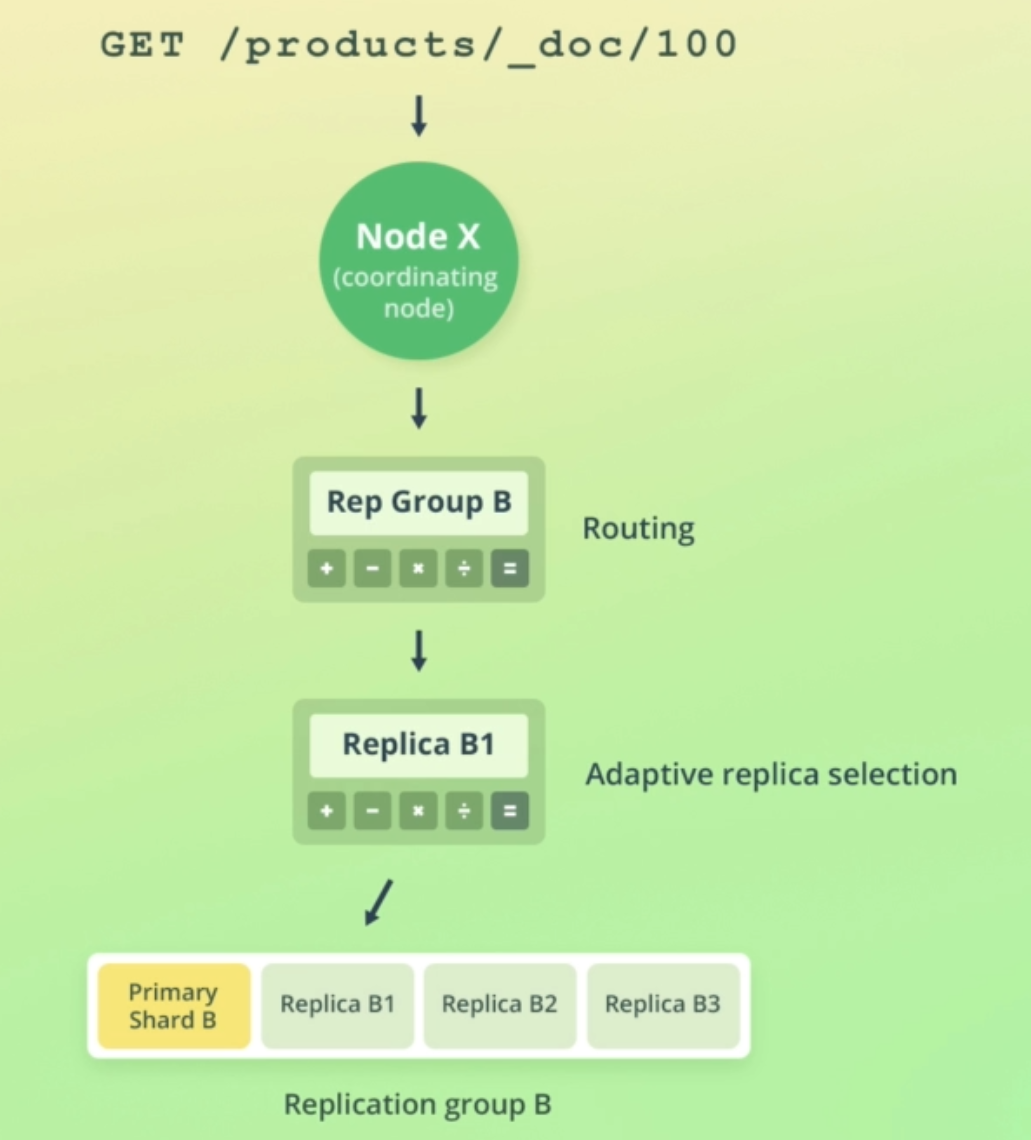 GET /products/_doc/100
Node X
(coordinating
node)
Rep Group B
+ − × ÷ =
Routing
Replica B1
+ − × ÷ =
Adaptive replica selection
Primary
Shard B
Replica B1
Replica B2
Replica B3
Replication group B